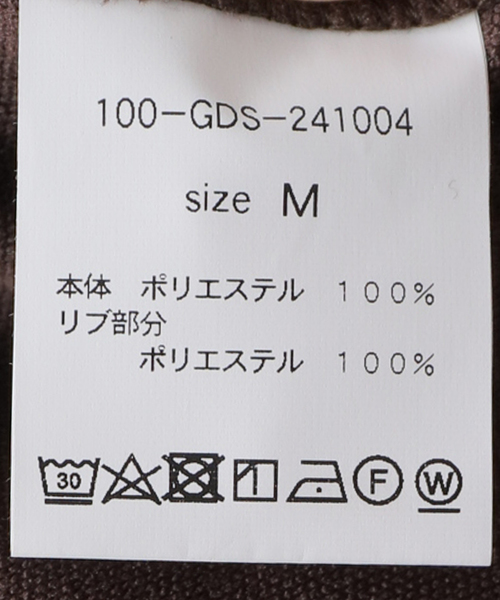 100-GDS-241004
size M
本体 ポリエステル 100%
リブ部分
ポリエステル 100%
30 F W